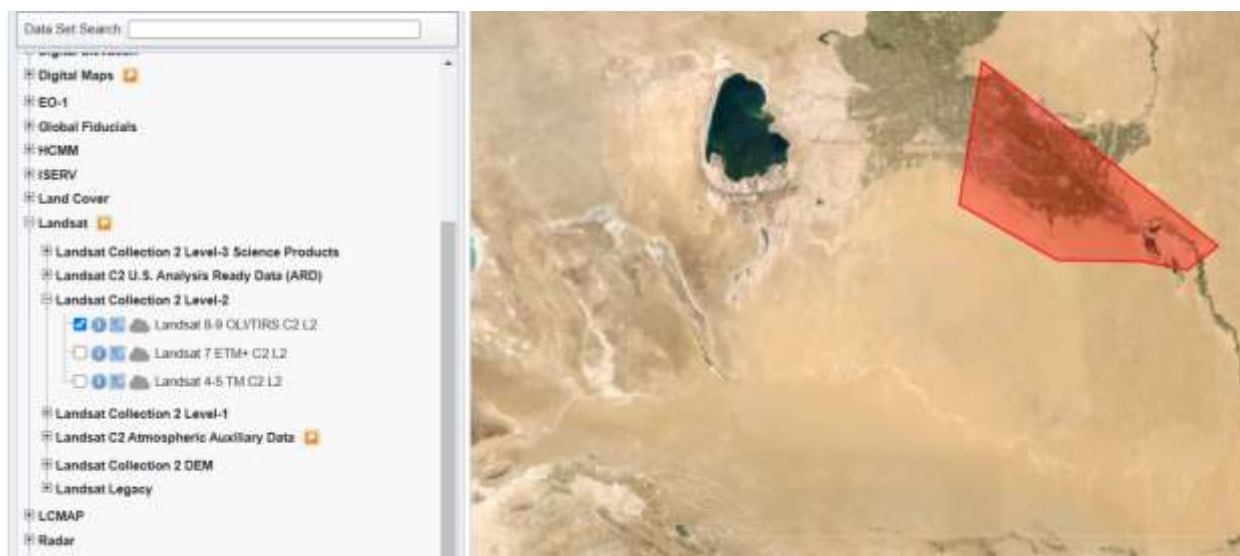 Data Set Search:
Digital Elevation
Digital Maps
EO-1
Global Fiducials
HCMM
ISERV
Land Cover
Landsat
Landsat Collection 2 Level-3 Science Products
Landsat C2 U.S. Analysis Ready Data (ARD)
Landsat Collection 2 Level-2
Landsat 8-9 OLI/TIRS C2 L2
Landsat 7 ETM+ C2 L2
Landsat 4-5 TM C2 L2
Landsat Collection 2 Level-1
Landsat C2 Atmospheric Auxiliary Data
Landsat Collection 2 DEM
Landsat Legacy
LCMAP
Radar